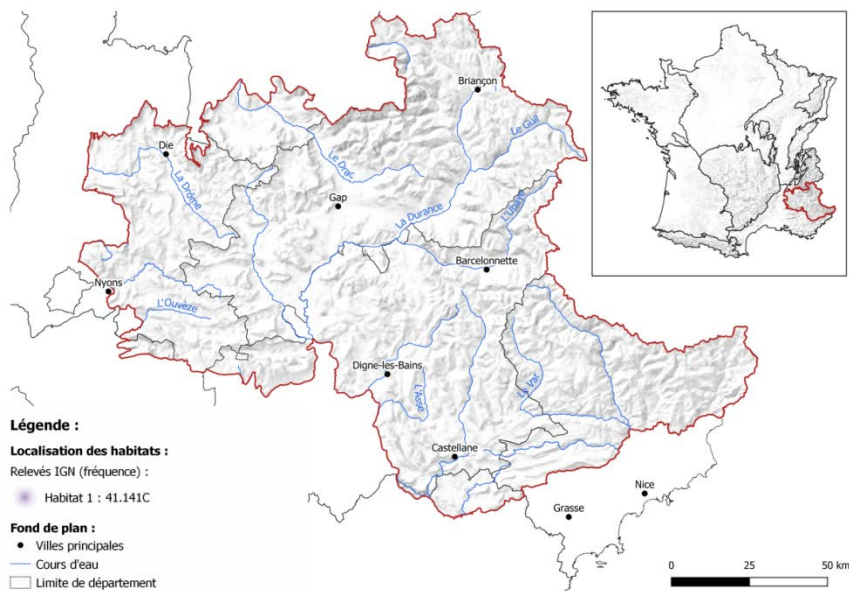 Briançon
Le Guil
Die
Le Drac
La Drôme
Gap
La Durance
L'Ubaye
Barcelonnette
Nyons
L'Ouvèze
Digne-les-Bains
L'Asse
Le Var
Castellane
Nice
Grasse
Légende :
Localisation des habitats :
Relevés IGN (fréquence) :
Habitat 1 : 41.141C
Fond de plan :
Villes principales
Cours d'eau
Limite de département
0 25 50 km